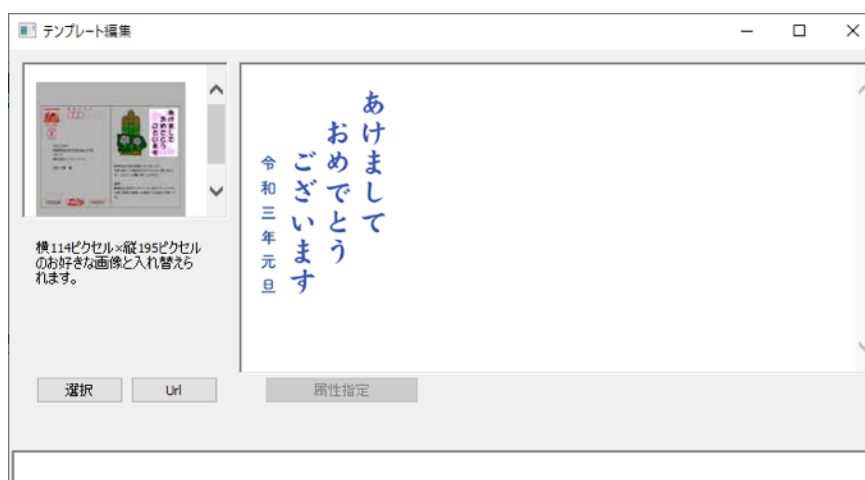 テンプレート編集
横114ピクセル×縦195ピクセル
のお好きな画像と入れ替えら
れます。
あけまして
おめでとう
ございます
令和三年元旦
選択
Url
属性指定